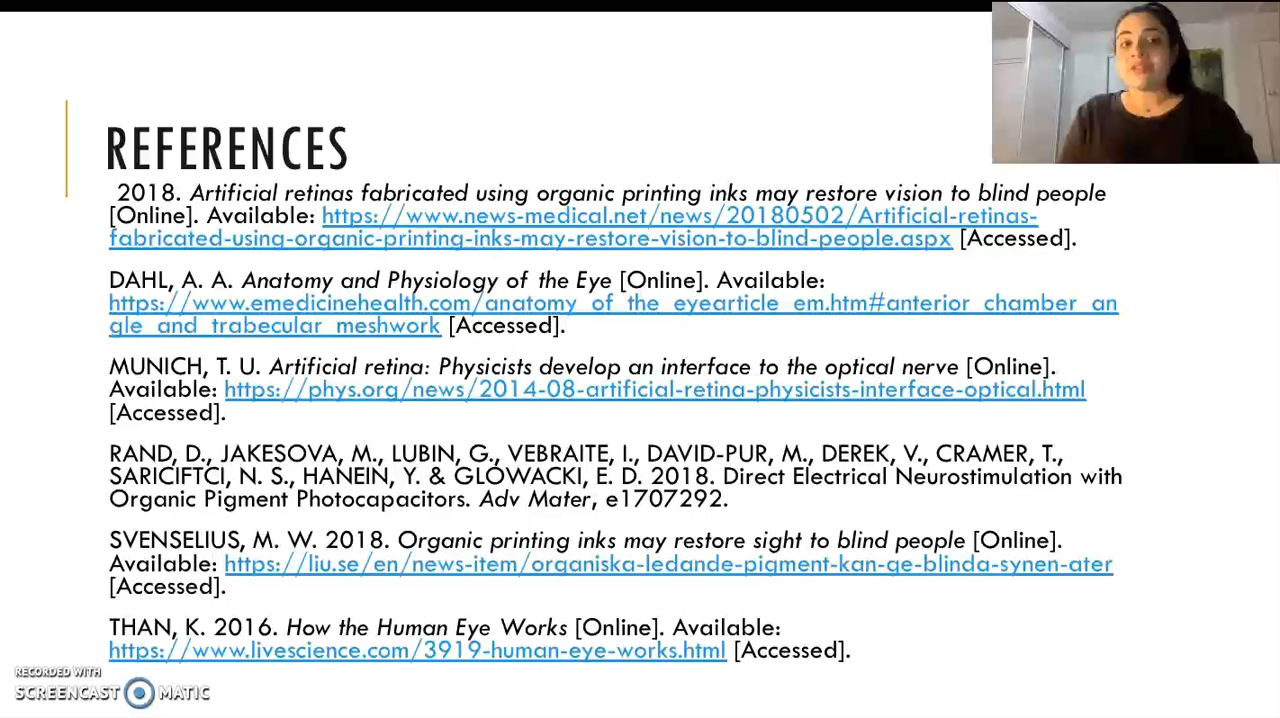 REFERENCES
2018. Artificial retinas fabricated using organic printing inks may restore vision to blind people
[Online]. Available: https://www.news-medical.net/news/20180502/Artificial-retinas-
fabricated-using-organic-printing-inks-may-restore-vision-to-blind-people.aspx [Accessed].
DAHL, A. A. Anatomy and Physiology of the Eye [Online]. Available:
https://www.emedicinehealth.com/anatomy_of_the_eyearticle_em.htm#anterior_chamber_an
gle_and_trabecular_meshwork [Accessed].
MUNICH, T. U. Artificial retina: Physicists develop an interface to the optical nerve [Online].
Available: https://phys.org/news/2014-08-artificial-retina-physicists-interface-optical.html
[Accessed].
RAND, D., JAKESOVA, M., LUBIN, G., VEBRAITE, I., DAVID-PUR, M., DEREK, V., CRAMER, T.,
SARICIFTCI, N. S., HANEIN, Y. & GLOWACKI, E. D. 2018. Direct Electrical Neurostimulation with
Organic Pigment Photocapacitors. Adv Mater, e1707292.
SVENSELIUS, M. W. 2018. Organic printing inks may restore sight to blind people [Online].
Available: https://liu.se/en/news-item/organiska-ledande-pigment-kan-ge-blinda-synen-ater
[Accessed].
THAN, K. 2016. How the Human Eye Works [Online]. Available:
https://www.livescience.com/3919-human-eye-works.html [Accessed].
RECORDED WITH
SCREENCAST MATIC